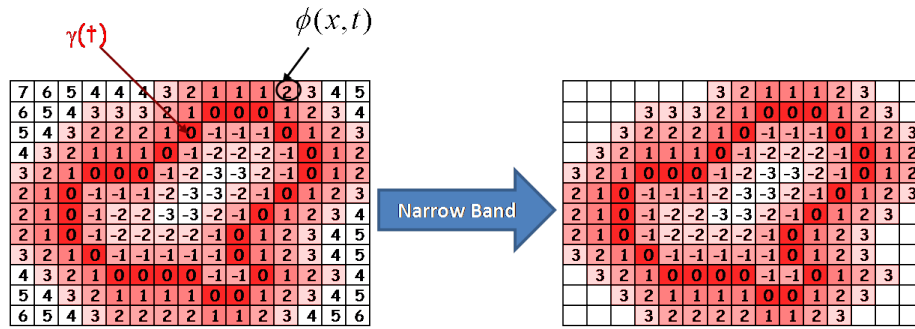 ϕ(x,t)
γ(t)
7 6 5 4 4 4 3 2 1 1 1 2 3 4 5
6 5 4 3 3 3 2 1 0 0 0 1 2 3 4
5 4 3 2 2 2 1 0 -1 -1 -1 0 1 2 3
4 3 2 1 1 1 0 -1 -2 -2 -2 -1 0 1 2
3 2 1 0 0 0 -1 -2 -3 -3 -2 -1 0 1 2
2 1 0 -1 -1 -1 -2 -3 -3 -2 -1 0 1 2 3
2 1 0 -1 -2 -2 -3 -3 -2 -1 0 1 2 3 4
2 1 0 -1 -2 -2 -2 -2 -1 0 1 2 3 4 5
3 2 1 0 -1 -1 -1 -1 -1 0 1 2 3 4 5
4 3 2 1 0 0 0 0 -1 -1 0 1 2 3 4
5 4 3 2 1 1 1 1 0 0 1 2 3 4 5
6 5 4 3 2 2 2 2 1 1 2 3 4 5 6
Narrow Band
3 2 1 1 1 2 3
3 3 3 2 1 0 0 0 1 2 3
3 2 2 2 1 0 -1 -1 -1 0 1 2 3
3 2 1 1 1 0 -1 -2 -2 -2 -1 0 1 2
3 2 1 0 0 0 -1 -2 -3 -3 -2 -1 0 1 2
2 1 0 -1 -1 -1 -2 -3 -3 -2 -1 0 1 2 3
2 1 0 -1 -2 -2 -3 -3 -2 -1 0 1 2 3
2 1 0 -1 -2 -2 -2 -2 -1 0 1 2 3
3 2 1 0 -1 -1 -1 -1 -1 0 1 2 3
3 2 1 0 0 0 0 -1 -1 0 1 2 3
3 2 1 1 1 1 0 0 1 2 3
3 2 2 2 2 1 1 2 3